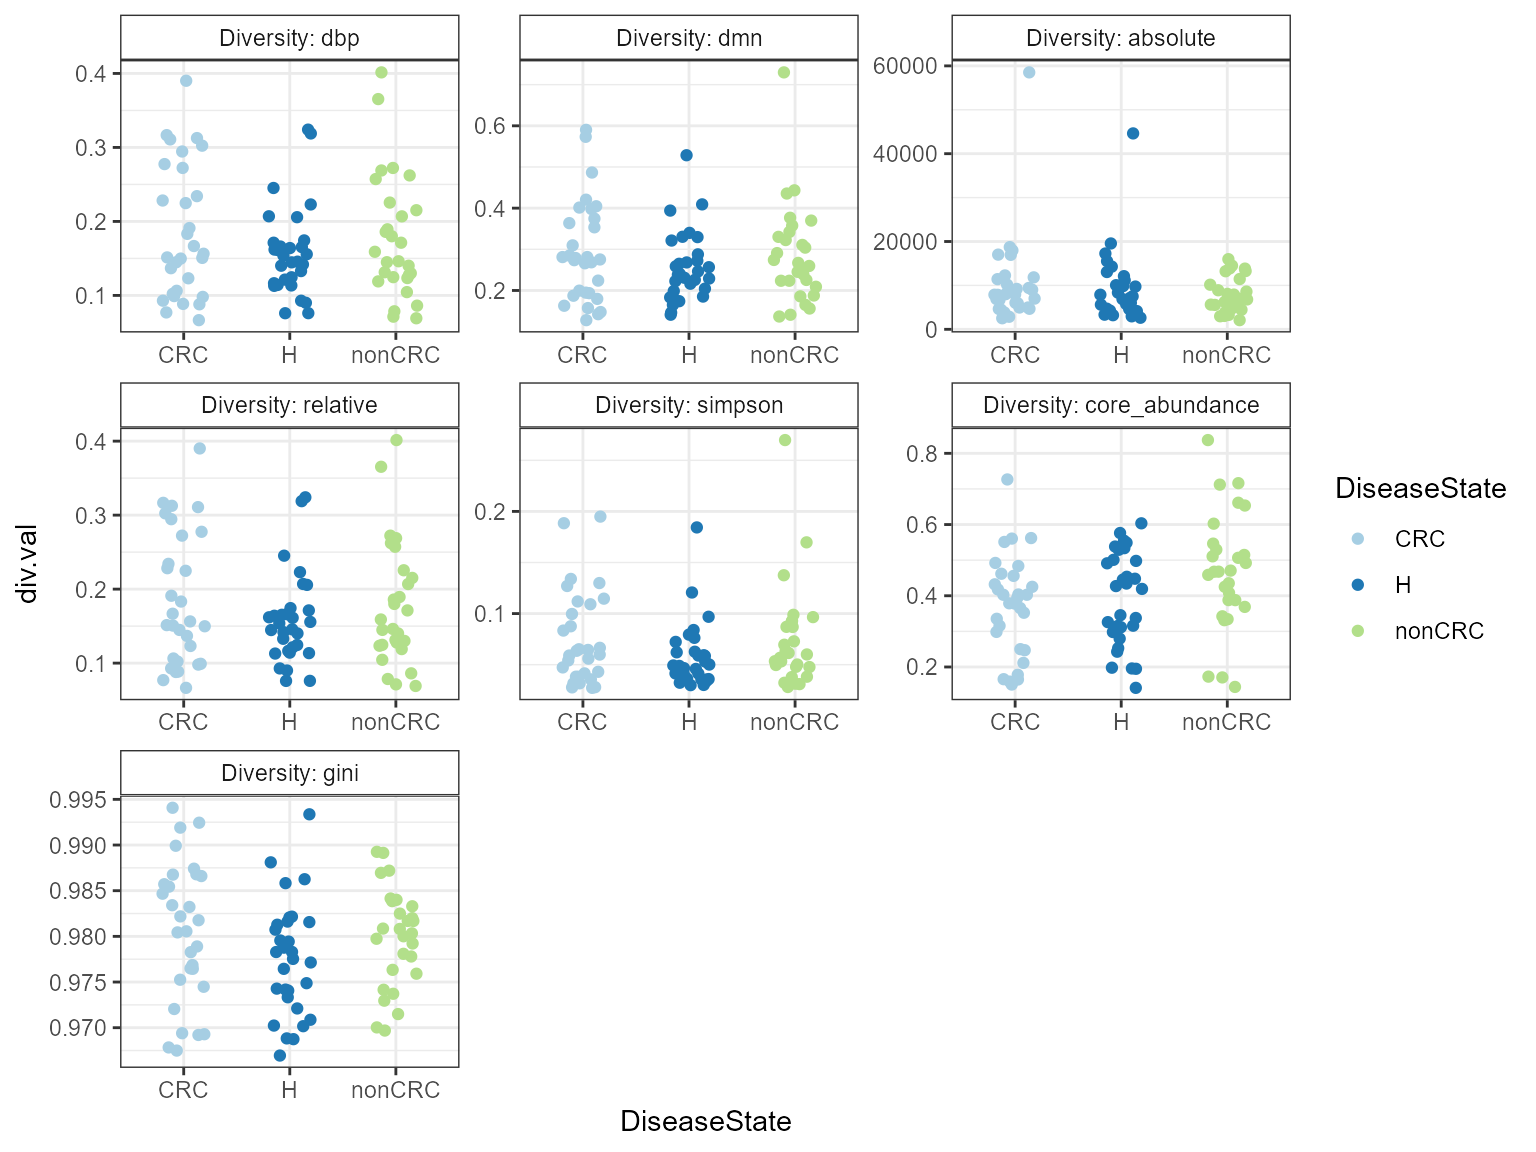 Diversity: dbp
Diversity: dmn
Diversity: absolute
0.4
0.3
0.2
0.1
CRC
H
nonCRC
0.6
0.4
0.2
CRC
H
nonCRC
60000
40000
20000
0
CRC
H
nonCRC
Diversity: relative
Diversity: simpson
Diversity: core_abundance
0.4
0.3
0.2
0.1
CRC
H
nonCRC
0.2
0.1
CRC
H
nonCRC
0.8
0.6
0.4
0.2
CRC
H
nonCRC
Diversity: gini
0.995
0.990
0.985
0.980
0.975
0.970
CRC
H
nonCRC
div.val
DiseaseState
DiseaseState
CRC
H
nonCRC